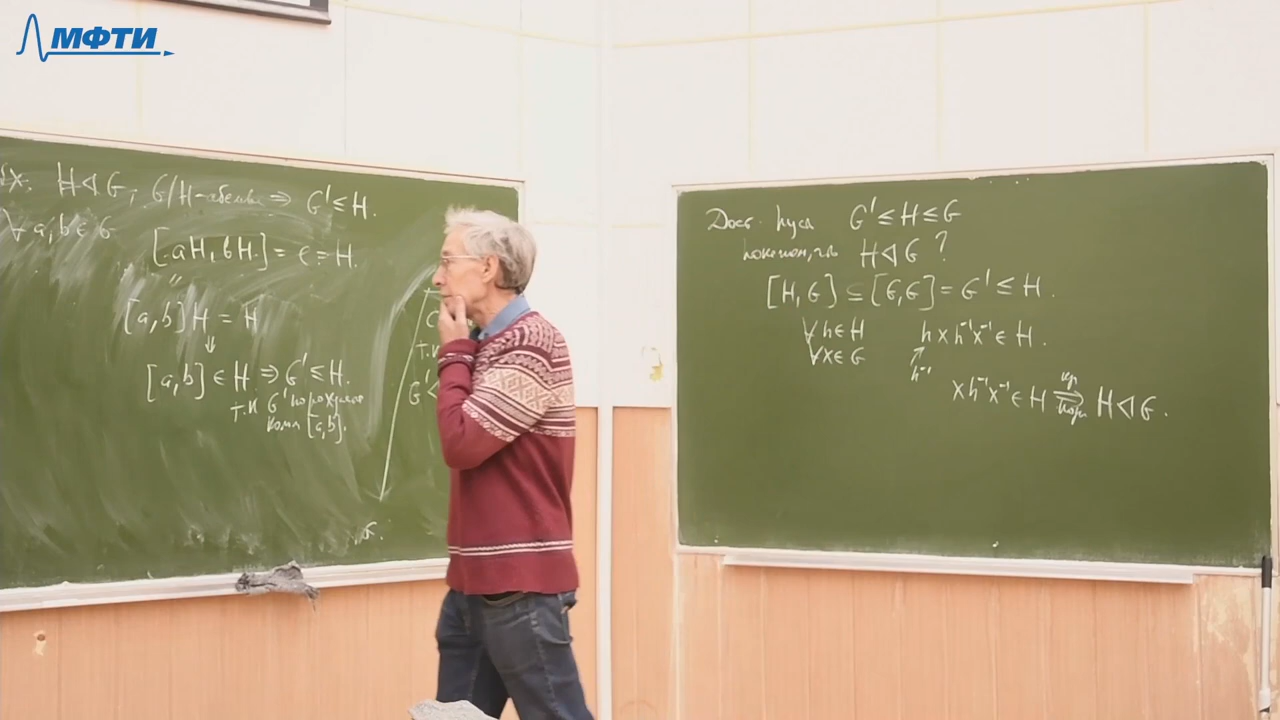 МФТИ
H ⊲ G, G/H - абелева ⇒ G' ≤ H.
∀ a, b ∈ G
[aH, bH] = e = H.
"
[a,b] H = H
⇓
[a,b] ∈ H ⇒ G' ≤ H.
т.к G' порождается
комм [a,b].
G.
Дост. пусть G' ≤ H ≤ G
покажем, что H ⊲ G ?
[H, G] ⊆ [G,G] = G' ≤ H.
∀ h ∈ H h x h⁻¹ x⁻¹ ∈ H.
∀ x ∈ G
h⁻¹
x h⁻¹ x⁻¹ ∈ H ⇒ H ⊲ G.